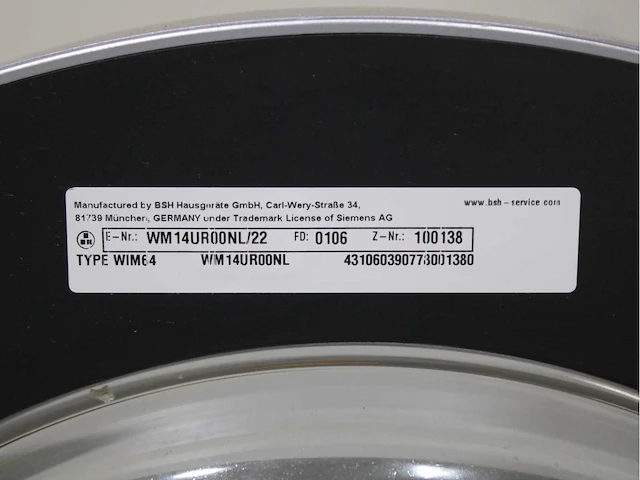 Manufactured by BSH Hausgeräte GmbH, Carl-Wery-Straße 34,
www.bsh-service.com
81739 München, GERMANY under Trademark License of Siemens AG
E-Nr.: WM14UR00NL/22 FD: 0106 Z-Nr.: 100138
TYPE WIM64 WM14UR00NL 431060390778001380